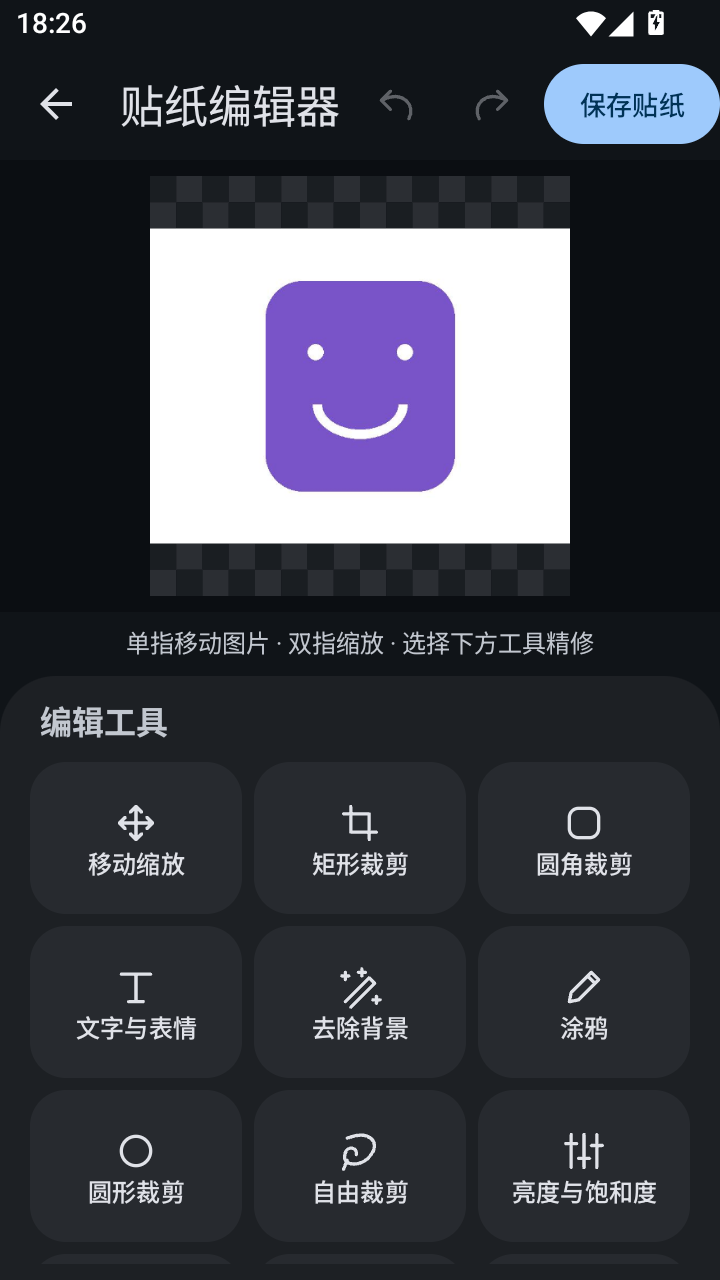 18:26
贴纸编辑器
保存贴纸
单指移动图片 · 双指缩放 · 选择下方工具精修
编辑工具
移动缩放
矩形裁剪
圆角裁剪
文字与表情
去除背景
涂鸦
圆形裁剪
自由裁剪
亮度与饱和度